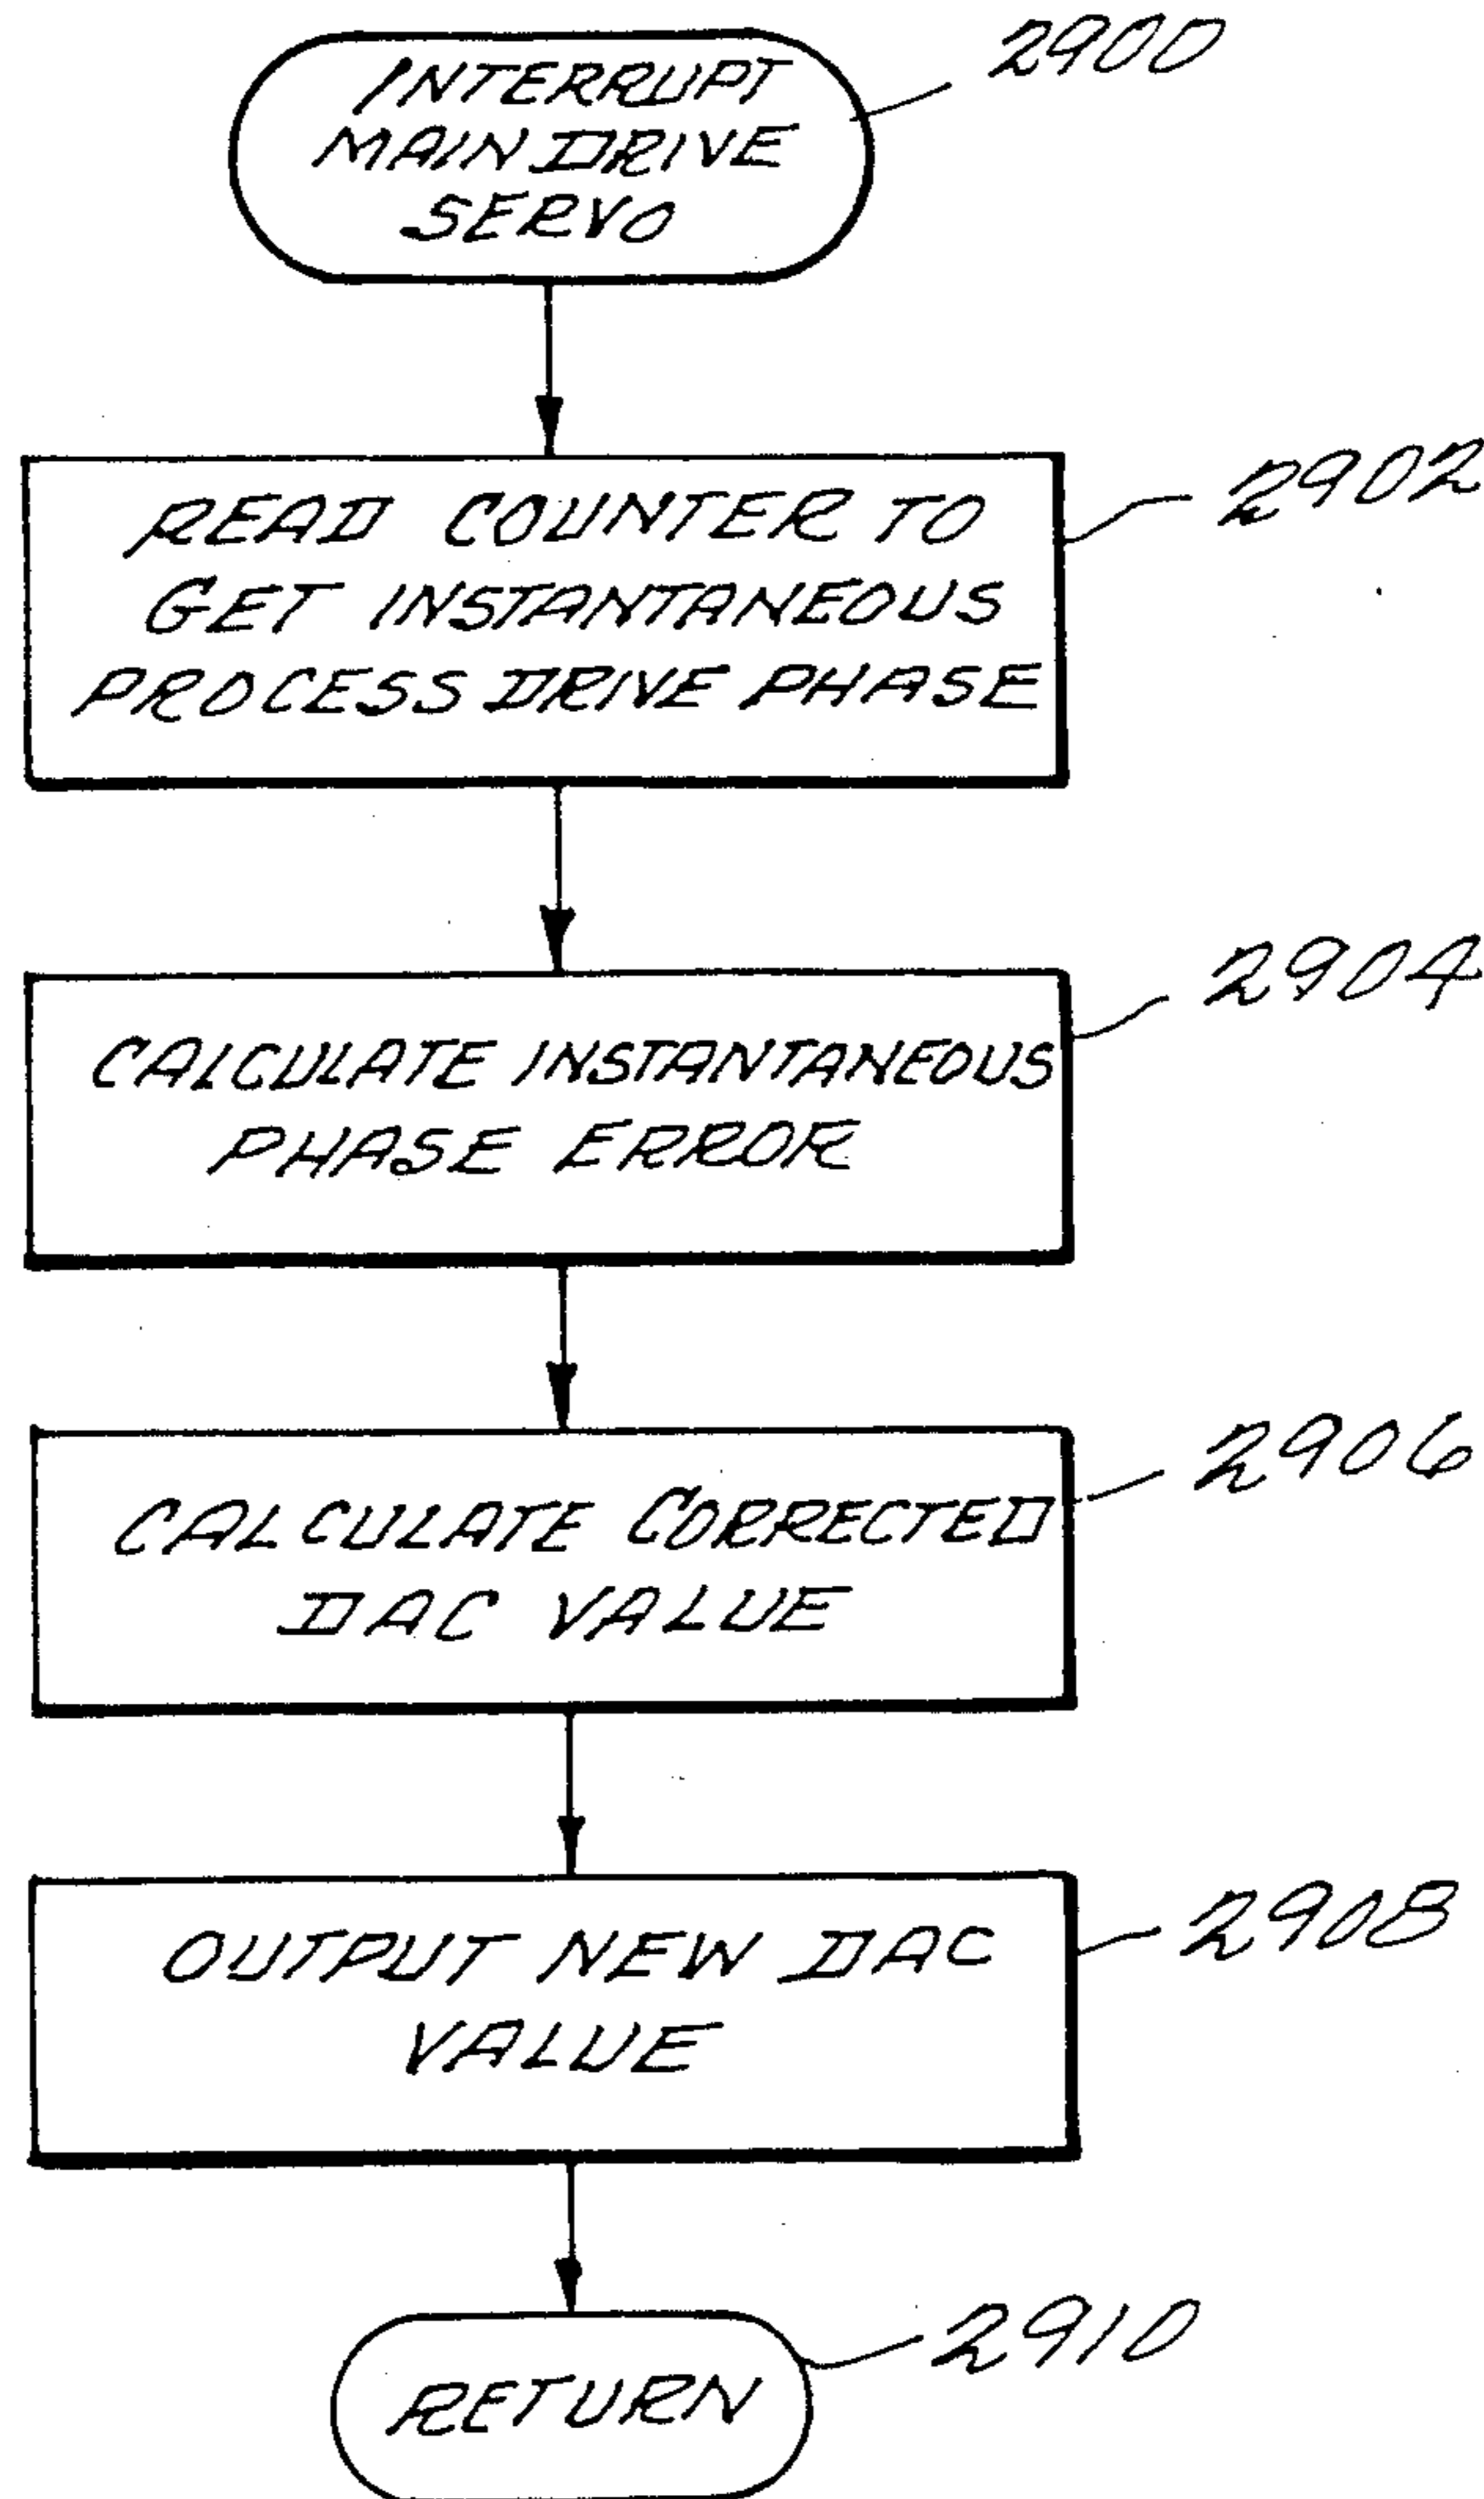 INTERRUPT
MAIN DRIVE
SERVO
2900
READ COUNTER TO
GET INSTANTANEOUS
PROCESS DRIVE PHASE
2902
CALCULATE INSTANTANEOUS
PHASE ERROR
2904
CALCULATE CORRECTED
DAC VALUE
2906
OUTPUT NEW DAC
VALUE
2908
RETURN
2910